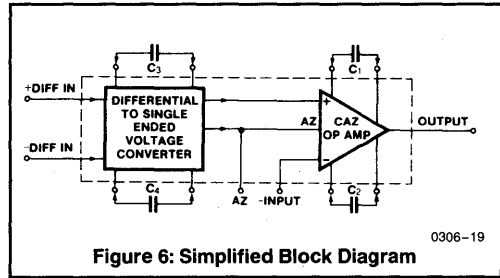 C3
C1
+DIFF IN
DIFFERENTIAL
TO SINGLE
ENDED
VOLTAGE
CONVERTER
+
AZ
CAZ
OP AMP
OUTPUT
-DIFF IN
−
C4
AZ
-INPUT
C2
0306–19
Figure 6: Simplified Block Diagram